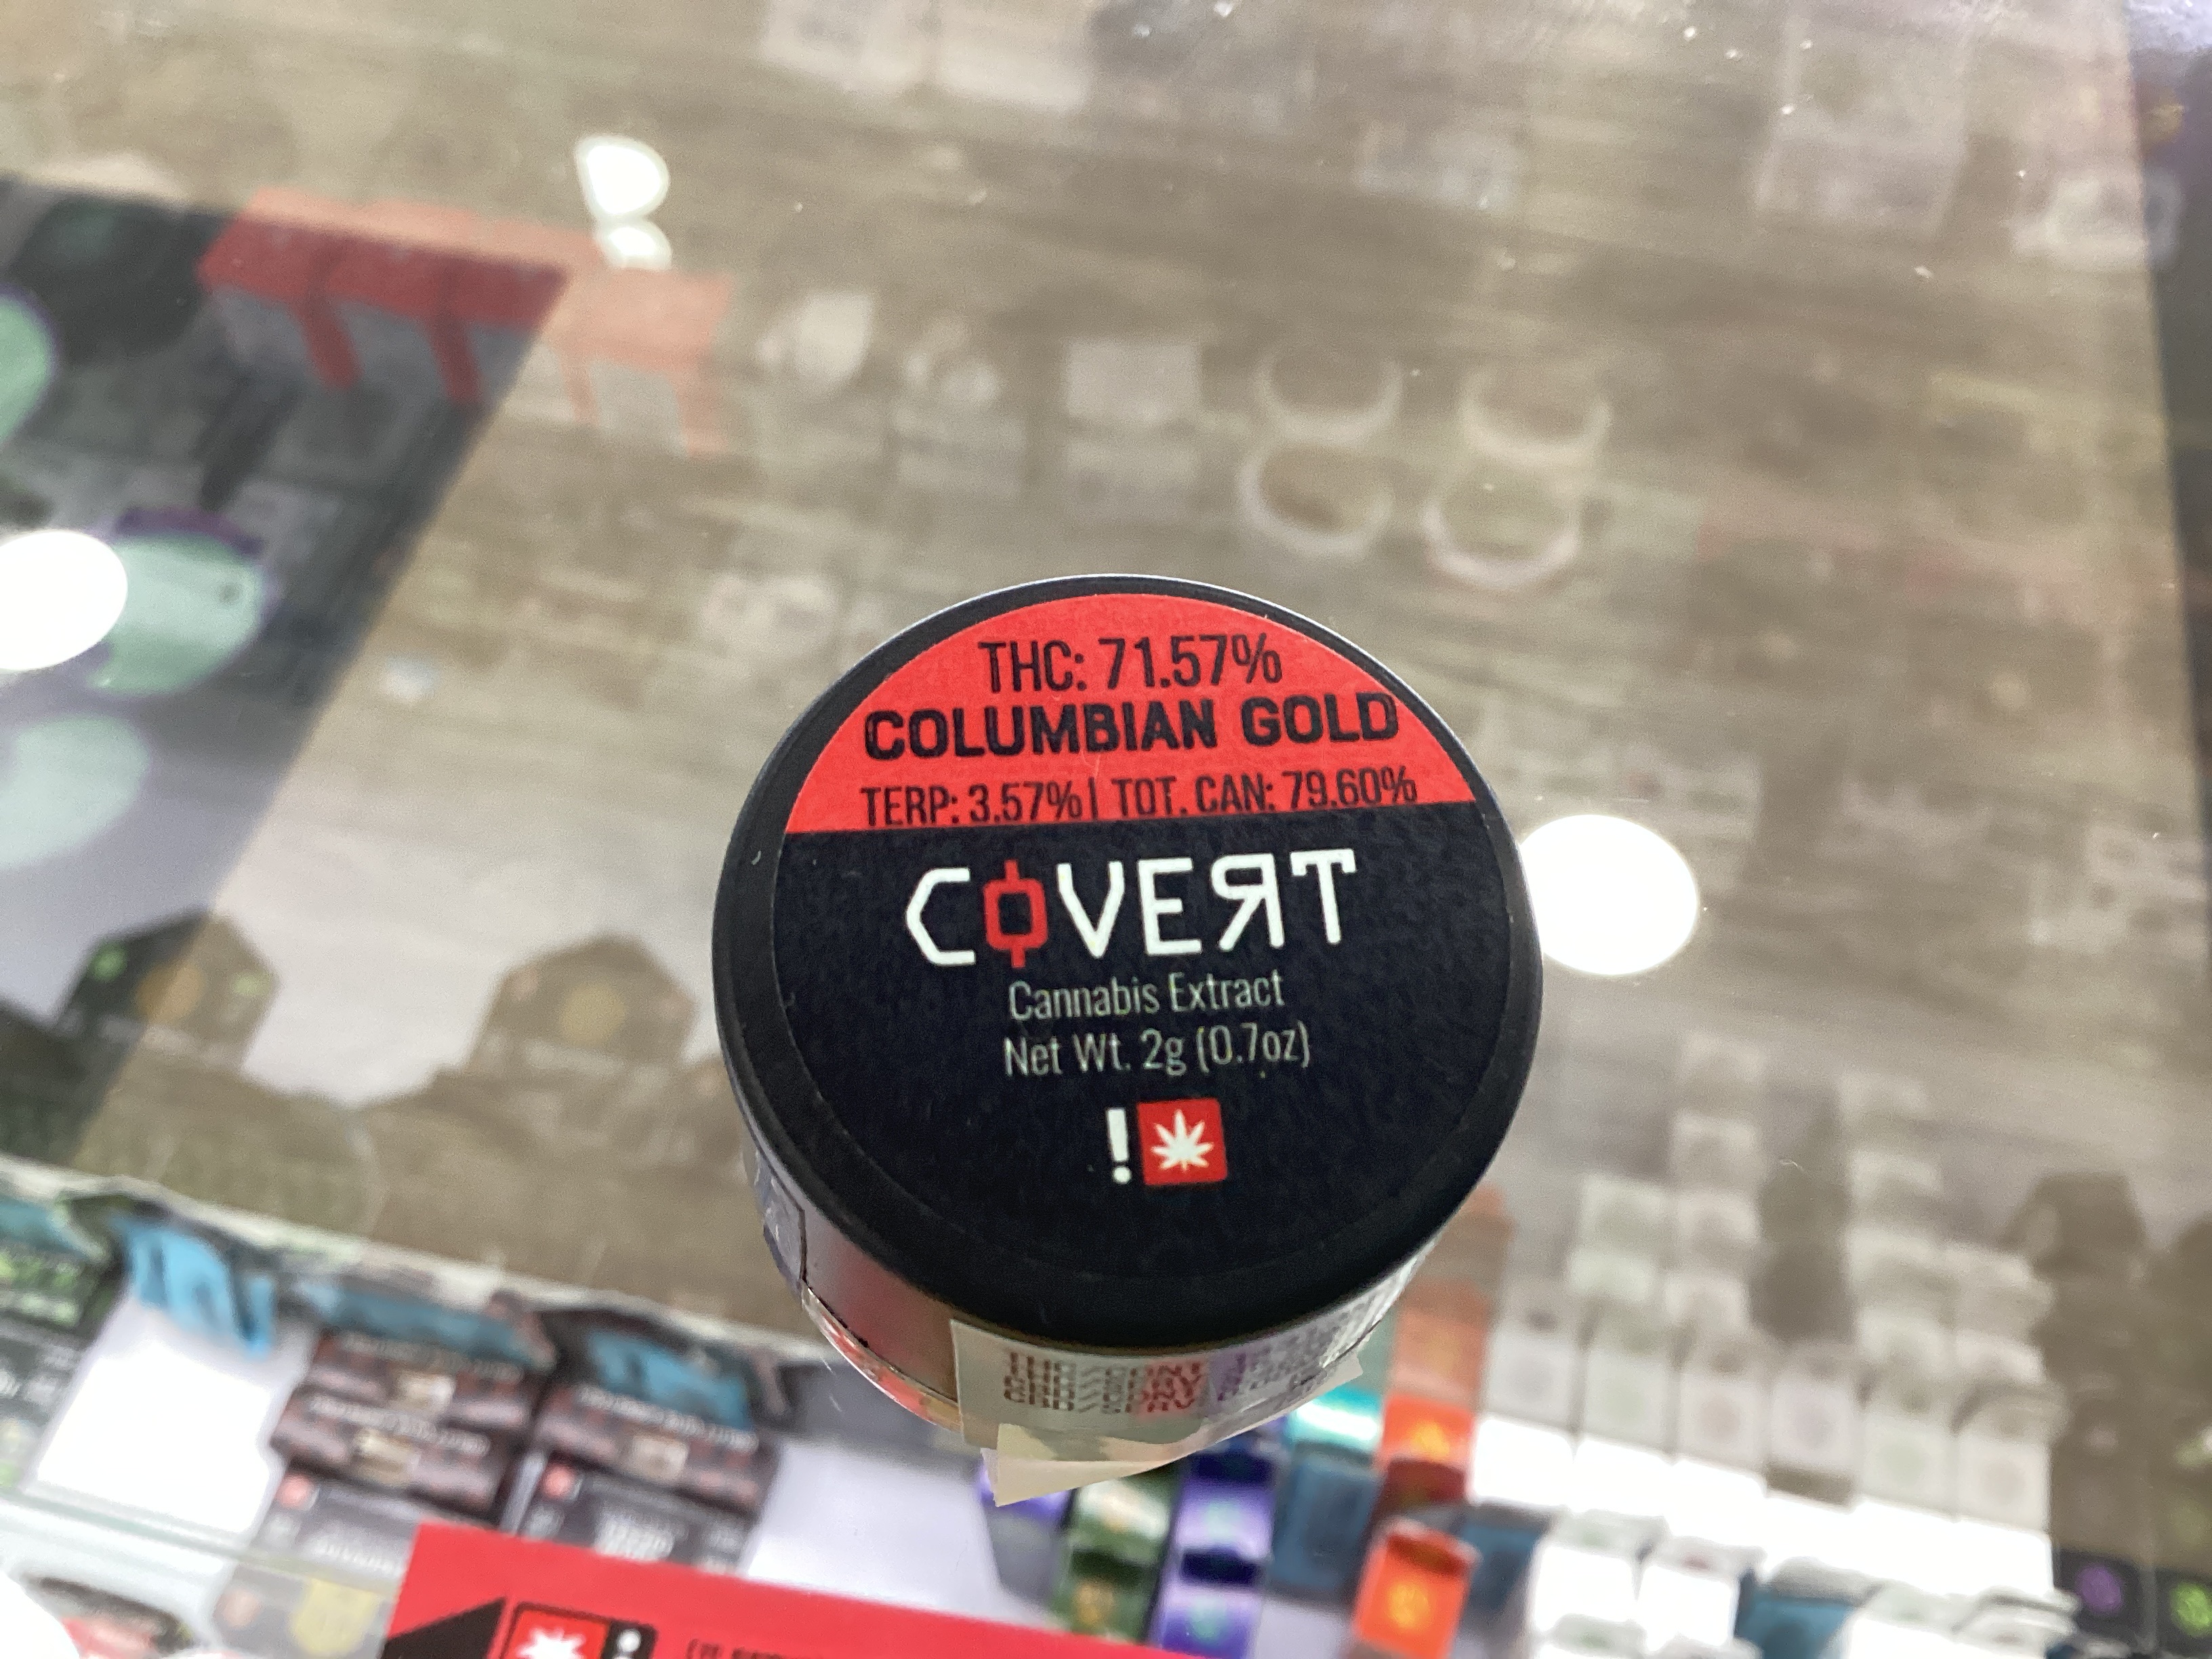 THC: 71.57%
COLUMBIAN GOLD
TERP: 3.57% | TOT. CAN: 79.60%
COVERT
Cannabis Extract
Net Wt. 2g (0.7oz)
!